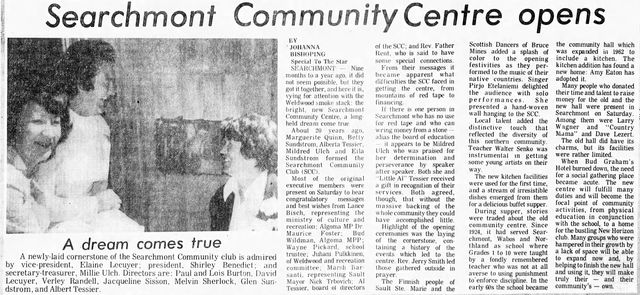 Searchmont Community Centre opens
A dream comes true
A newly-laid cornerstone of the Searchmont Community club is admired
by vice-president, Elaine Lecuyer; president, Shirley Benedict; and
secretary-treasurer, Millie Ulch. Directors are: Paul and Lois Burton, David
Lecuyer, Verley Randell, Jacqueline Sisson, Melvin Sherlock, Glen Sun-
strom, and Albert Tessier.
BY
JOHANNA
BISHOPING
Special To The Star
SEARCHMONT — Nine
months to a year ago, it did
not seem possible, but they
got it together, and here it is,
vying for attention with the
Weldwood smoke stack: the
bright, new Searchmont
Community Centre, a long-
held dream come true
About 20 years ago,
Marguerite Quinn, Betty
Sundstrom, Alberta Tessier,
Mildred Ulch and Eila
Sundstrom formed the
Searchmont Community
Club (SCC).
Most of the original
executive members were
present on Saturday to bear
congratulatory messages
and best wishes from Lance
Bisch, representing the
ministry of culture and
recreation; Algoma MP Dr.
Maurice Foster; Bud
Wildman, Algoma MPP;
Wayne Pickard, school
trustee; Juhani Pulkkinen,
of Weldwood and recreation
committee, March Isar-
rants, representing Sault
Mayor Nick Trbovich, Al
Tessier, board of directors
of the SCC; and Rev. Father
Rent, who is said to have
some special connections.
From their messages it
became apparent what
difficulties the SCC faced in
getting the centre, from
mountains of red tape to
financing.
If there is one person in
Searchmont who has no use
for red tape and who can
wring money from a stone —
alias the board of education
— it appears to be Mildred
Ulch who was praised for
her determination and
perseverance by speaker
after speaker. Both she and
"Little Al" Tessier received
a gift in recognition of their
services. Both agreed,
though, that without the
massive backing of the
whole community they could
have accomplished little.
Highlight of the opening
ceremonies was the laying
of the cornerstone, con-
taining a history of the
events which led to the
centre. Rev. Jerry Smith led
those gathered outside in
prayer.
The Finnish people of
Sault Ste. Marie and the
Scottish Dancers of Bruce
Mines added a splash of
color to the opening
festivities as they per-
formed to the music of their
native countries. Singer
Pirjo Etelaniemi delighted
the audience with solo
performances. She
presented a hand-woven
wall hanging to the SCC.
Local talent added the
distinctive touch that
reflected the diversity of
this northern community.
Teacher Walter Senko was
instrumental in getting
some young artists on their
way.
The new kitchen facilities
were used for the first time,
and a stream of irresistible
dishes emerged from them
for a delicious buffet supper.
During supper, stories
were traded about the old
community centre. Since
1924, it had served Search-
mont, Wabos and Nor-
thland as school where
Grades 1 to 10 were taught
by a fondly remembered
teacher who was not at all
averse to using punishment
to enforce discipline. In the
early 60s the school became
the community hall which
was expanded in 1962 to
include a kitchen. The
kitchen addition has found a
new home: Amy Eaton has
adopted it.
Many people who donated
their time and talent to raise
money for the old and the
new hall were present in
Searchmont on Saturday.
Among them were Larry
Wagner and "Country
Mama" and Dave Lezert.
The old hall did have its
charms, but its facilities
were rather limited.
When Bud Graham's
Hotel burned down, the need
for a social gathering place
became acute. The new
centre will fulfill many
duties and will become the
focal point of community
activities, from physical
education in conjunction
with the school, to a home
for the bustling New Horizon
club. Many groups who were
hampered in their growth by
a lack of space will be able
to expand now and, by
helping to finish the new hall
and using it, they will make
truly their — and their
community's — own.